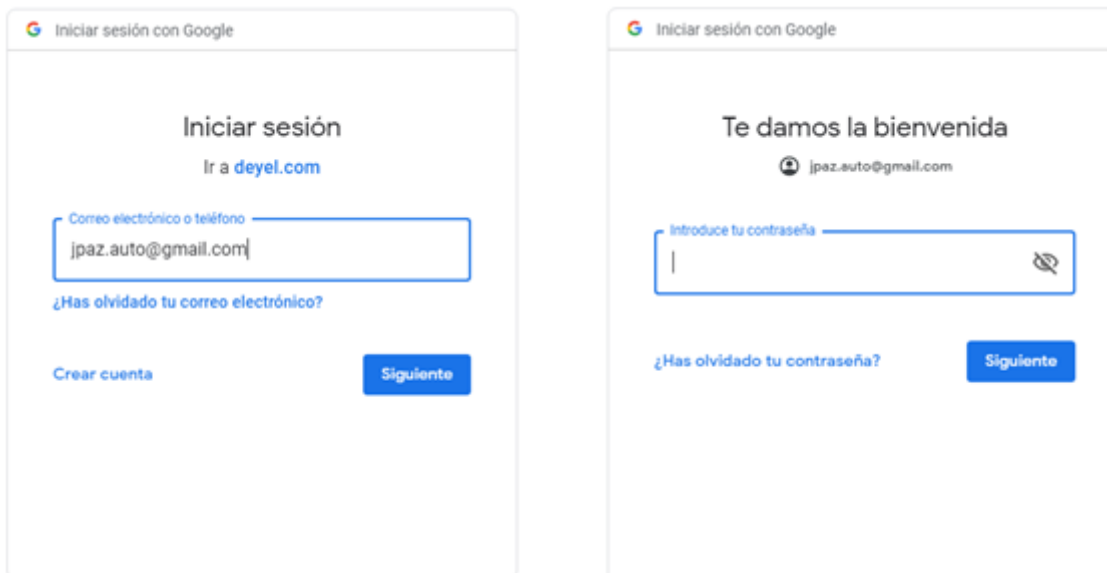 Iniciar sesión con Google
Iniciar sesión
Ir a deyel.com
Correo electrónico o teléfono
jpaz.auto@gmail.com
¿Has olvidado tu correo electrónico?
Crear cuenta
Siguiente
Iniciar sesión con Google
Te damos la bienvenida
jpaz.auto@gmail.com
Introduce tu contraseña
¿Has olvidado tu contraseña?
Siguiente